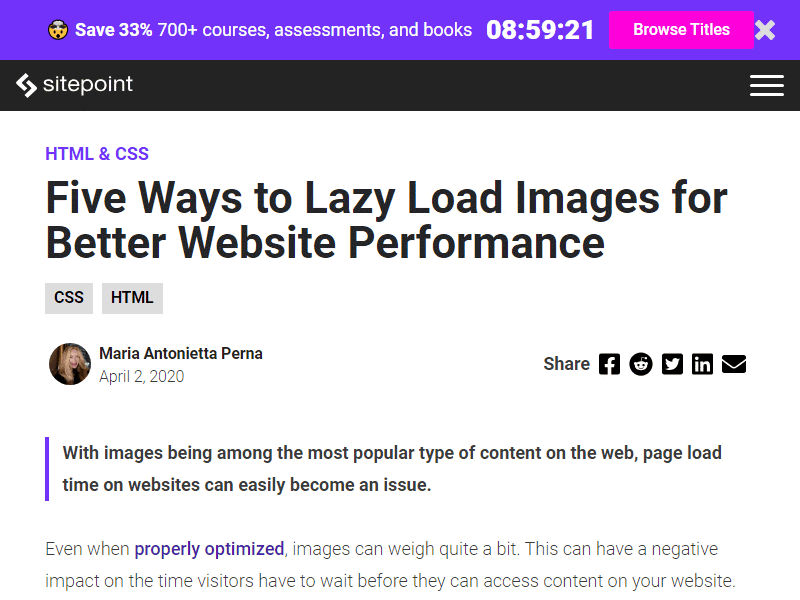 Save 33% 700+ courses, assessments, and books 08:59:21 Browse Titles
sitepoint
HTML & CSS
Five Ways to Lazy Load Images for
Better Website Performance
CSS HTML
Maria Antonietta Perna
April 2, 2020
Share
With images being among the most popular type of content on the web, page load
time on websites can easily become an issue.
Even when properly optimized, images can weigh quite a bit. This can have a negative
impact on the time visitors have to wait before they can access content on your website.